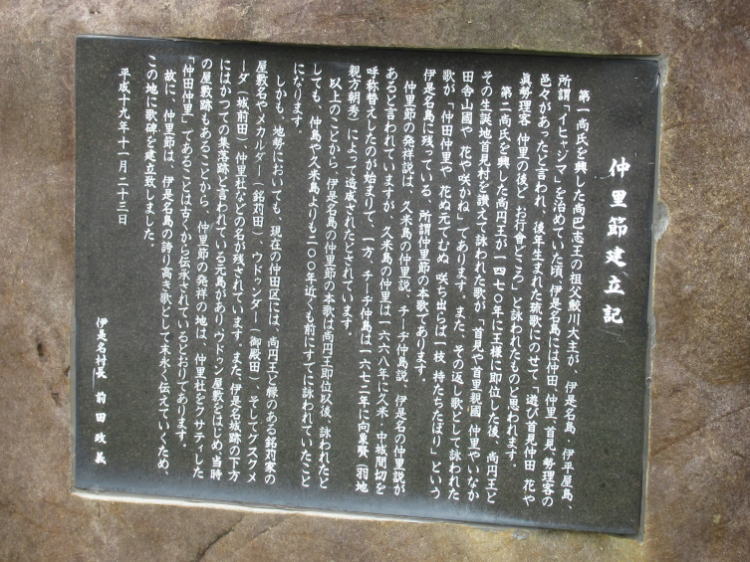 仲里節建立記
第一尚氏を興した尚巴志王の祖父鮫川大主が、伊是名島・伊平屋島、
所謂「イヒヤジマ」を治めていた頃、伊是名島には仲田、仲里、首見、勢理客の
邑々があったと言われ、後年生まれた琉歌にのせて「遊び首見仲田 花や
眞勢理客 仲里の後ど お行會どころ」と詠われたものと思われます。
第二尚氏を興した尚円王が一四七〇年に王様に即位した後、尚円王と
その生誕地首見村を讃えて詠われた歌が「首見や首里親國 仲里やいなか
田舎山國や 花や咲かね」であります。また、その返し歌として詠われた
歌が「仲田仲里や 花ぬ元でむぬ 咲ち出らば一枝 持たちたぼり」という
伊是名島に残っている、所謂仲里節の本歌であります。
仲里節の発祥説は、久米島の仲里説、チーヂ仲島説、伊是名の仲里説が
あると言われていますが、久米島の仲里は一六六八年に久米・中城間切を
呼称替えしたのが始まりで、一方、チーヂ仲島は一六七二年に向象賢(羽地
親方朝秀)によって造成されたとされています。
以上のことから、伊是名島の仲里節の本歌は尚円王即位以後、詠われたと
しても、仲島や久米島よりも二〇〇年近くも前にすでに詠われていたこと
になります。
しかも、地勢においても、現在の仲田区には、尚円王と縁のある銘苅家の
屋敷名やメカルダー(銘苅田)、ウドゥンダー(御殿田)、そしてグスクメ
ーダ(城前田)仲里社などの名が残されています。また、伊是名城跡の下方
にはかつての集落跡と言われている元島があり、ウドゥン屋敷をはじめ、当時
の屋敷跡もあることから、仲里節の発祥の地は、仲里社をクサティした
「仲田仲里」であることは古くから伝承されているとおりであります。
故に、仲里節は、伊是名島の誇り高き歌として末永く伝えていくため、
この地に歌碑を建立致しました。
平成十九年十一月二十三日
伊是名村長 前田政義